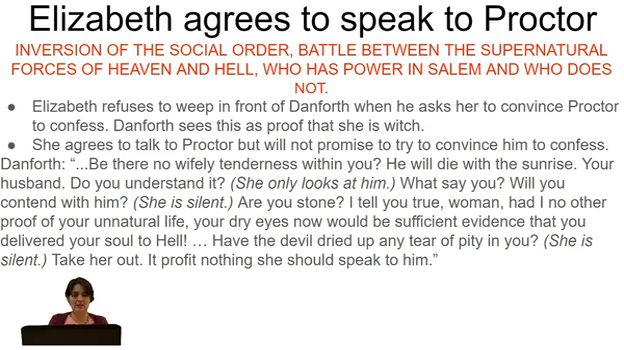 Elizabeth agrees to speak to Proctor
INVERSION OF THE SOCIAL ORDER, BATTLE BETWEEN THE SUPERNATURAL
FORCES OF HEAVEN AND HELL, WHO HAS POWER IN SALEM AND WHO DOES
NOT.
● Elizabeth refuses to weep in front of Danforth when he asks her to convince Proctor
to confess. Danforth sees this as proof that she is witch.
● She agrees to talk to Proctor but will not promise to try to convince him to confess.
Danforth: “...Be there no wifely tenderness within you? He will die with the sunrise. Your
husband. Do you understand it? (She only looks at him.) What say you? Will you
contend with him? (She is silent.) Are you stone? I tell you true, woman, had I no other
proof of your unnatural life, your dry eyes now would be sufficient evidence that you
delivered your soul to Hell! … Have the devil dried up any tear of pity in you? (She is
silent.) Take her out. It profit nothing she should speak to him.”